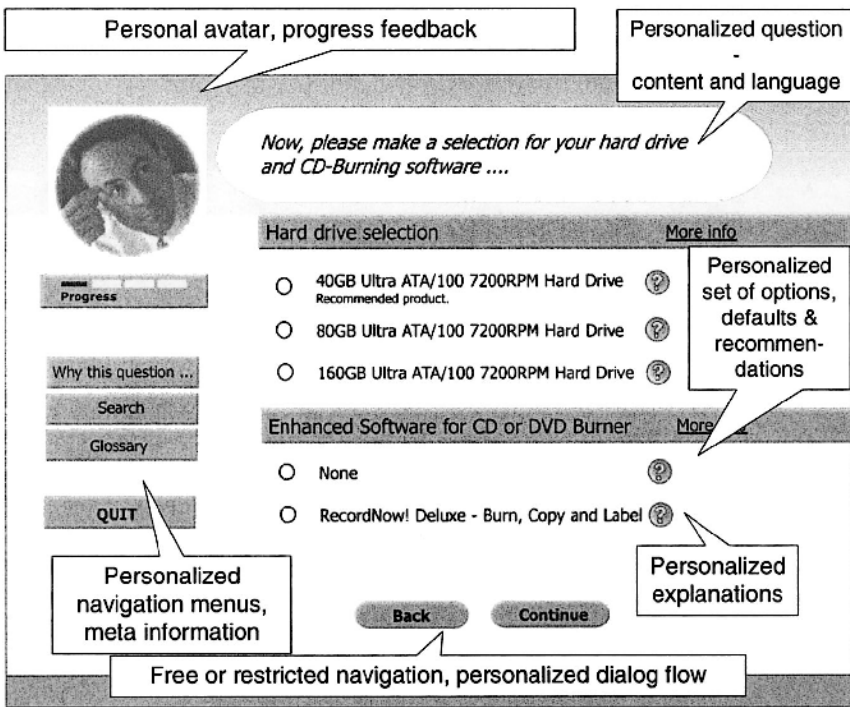 Personal avatar, progress feedback
Personalized question
-
content and language
Now, please make a selection for your hard drive
and CD-Burning software ....
Hard drive selection
More info
40GB Ultra ATA/100 7200RPM Hard Drive
Recommended product.
80GB Ultra ATA/100 7200RPM Hard Drive
160GB Ultra ATA/100 7200RPM Hard Drive
Personalized
set of options,
defaults &
recommen-
dations
Progress
Why this question ...
Search
Glossary
QUIT
Enhanced Software for CD or DVD Burner
More
None
RecordNow! Deluxe - Burn, Copy and Label
Personalized
navigation menus,
meta information
Personalized
explanations
Back
Continue
Free or restricted navigation, personalized dialog flow